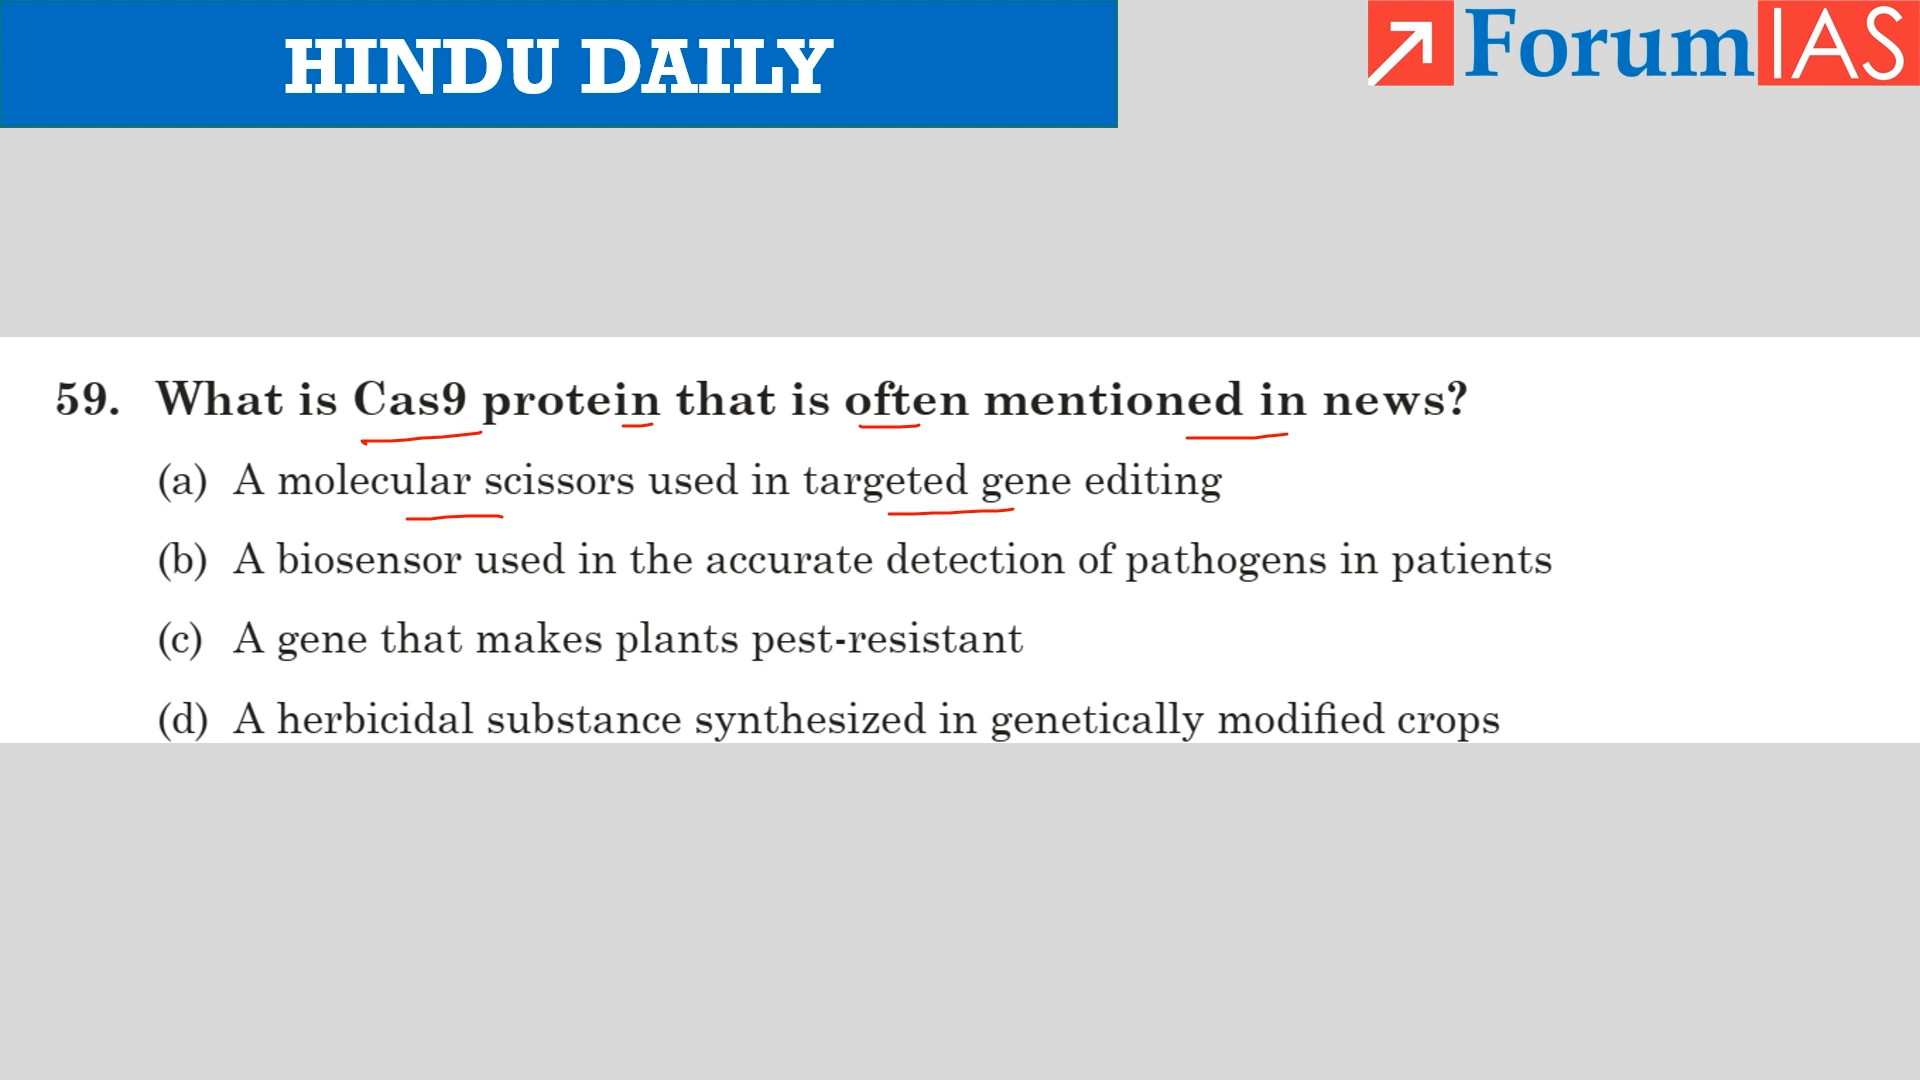 HINDU DAILY
ForumIAS
59. What is Cas9 protein that is often mentioned in news?
(a) A molecular scissors used in targeted gene editing
(b) A biosensor used in the accurate detection of pathogens in patients
(c) A gene that makes plants pest-resistant
(d) A herbicidal substance synthesized in genetically modified crops